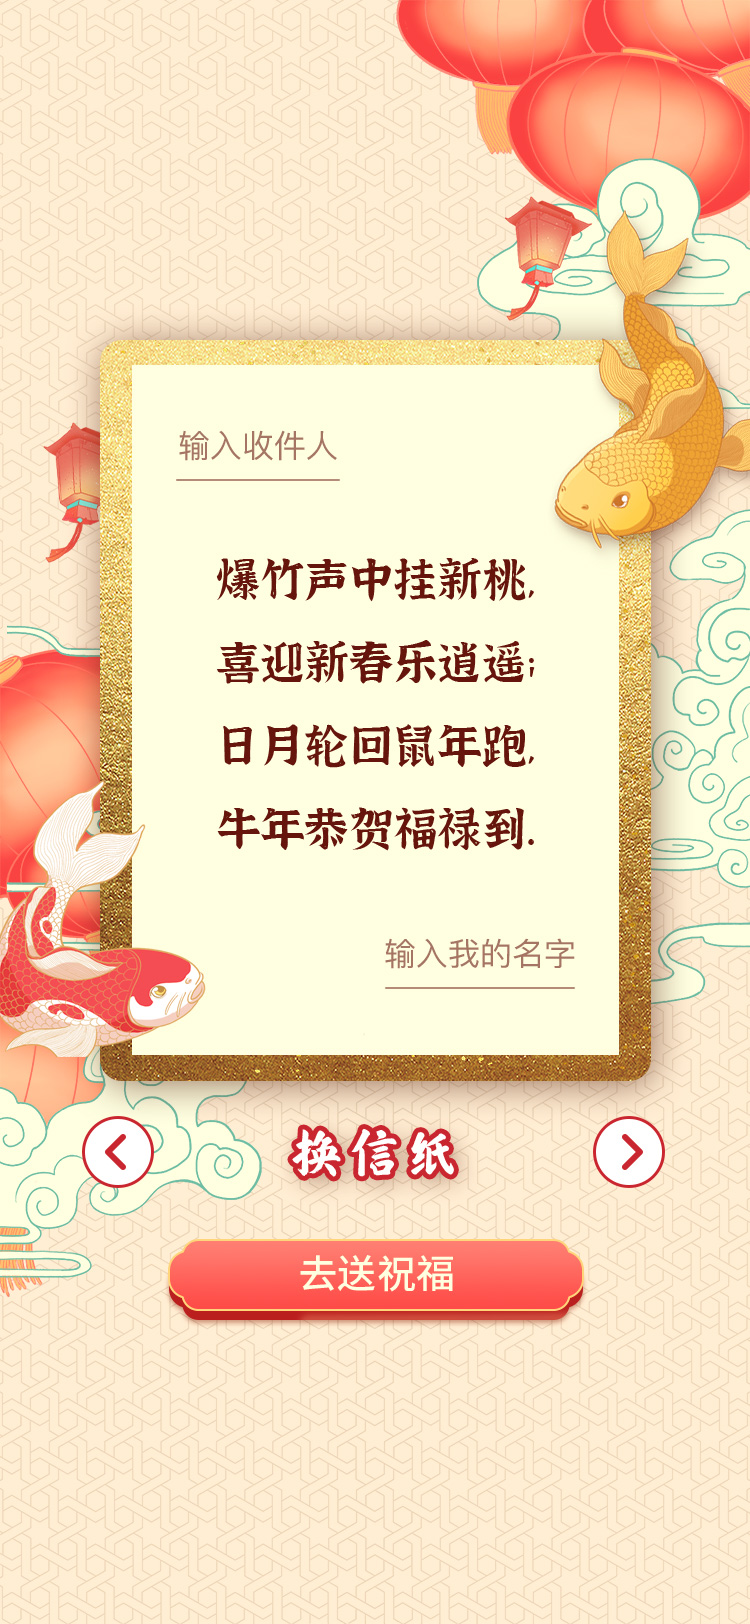 输入收件人
爆竹声中挂新桃,
喜迎新春乐逍遥;
日月轮回鼠年跑,
牛年恭贺福禄到.
输入我的名字
换信纸
去送祝福